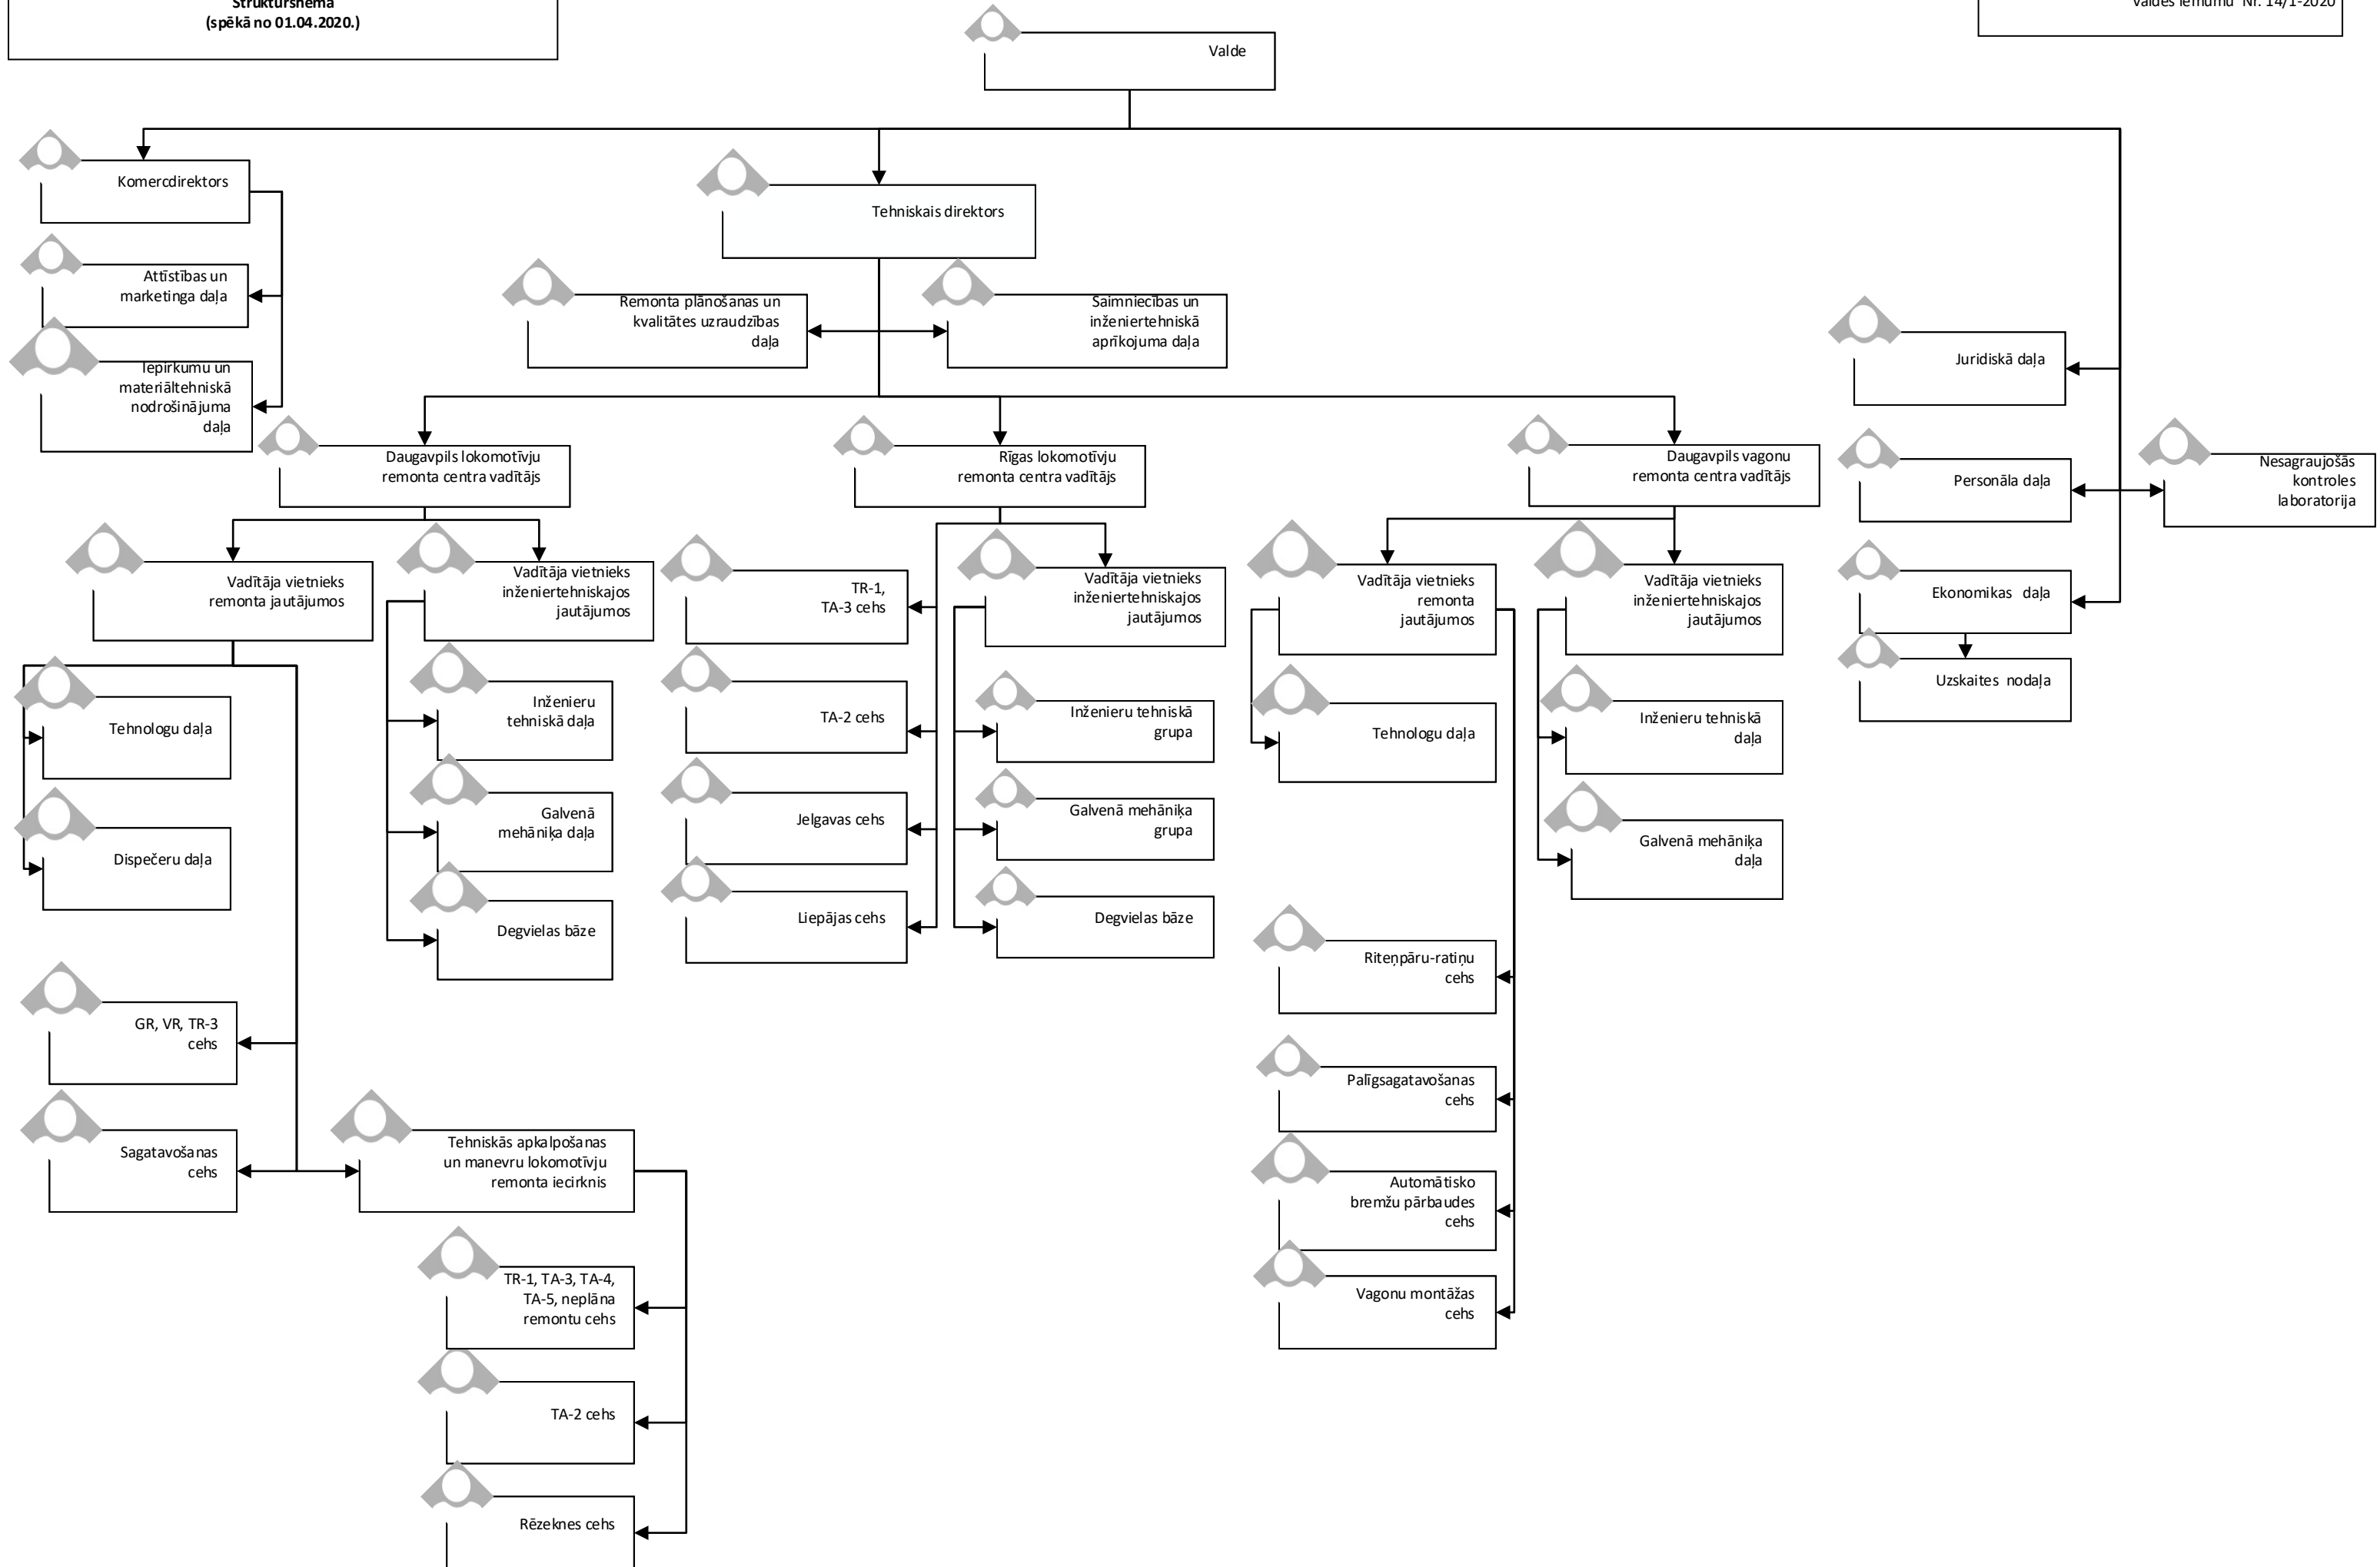 Struktūrshēma
(spēkā no 01.04.2020.)
Valdes lēmumu Nr. 14/1-2020
Valde
Komercdirektors
Tehniskais direktors
Attīstības un
marketinga daļa
Iepirkumu un
materiāltehniskā
nodrošinājuma
daļa
Remonta plānošanas un
kvalitātes uzraudzības
daļa
Saimniecības un
inženiertehniskā
aprīkojuma daļa
Juridiskā daļa
Personāla daļa
Nesagraujošās
kontroles
laboratorija
Ekonomikas daļa
Uzskaites nodaļa
Daugavpils lokomotīvju
remonta centra vadītājs
Rīgas lokomotīvju
remonta centra vadītājs
Daugavpils vagonu
remonta centra vadītājs
Vadītāja vietnieks
remonta jautājumos
Vadītāja vietnieks
inženiertehniskajos
jautājumos
TR-1,
TA-3 cehs
Vadītāja vietnieks
inženiertehniskajos
jautājumos
Vadītāja vietnieks
remonta
jautājumos
Vadītāja vietnieks
inženiertehniskajos
jautājumos
Tehnologu daļa
Dispečeru daļa
Inženieru
tehniskā daļa
Galvenā
mehāniķa daļa
Degvielas bāze
TA-2 cehs
Jelgavas cehs
Liepājas cehs
Inženieru tehniskā
grupa
Galvenā mehāniķa
grupa
Degvielas bāze
Tehnologu daļa
Inženieru tehniskā
daļa
Galvenā mehāniķa
daļa
GR, VR, TR-3
cehs
Sagatavošanas
cehs
Tehniskās apkalpošanas
un manevru lokomotīvju
remonta iecirknis
TR-1, TA-3, TA-4,
TA-5, neplāna
remontu cehs
TA-2 cehs
Rēzeknes cehs
Riteņpāru-ratiņu
cehs
Palīgsagatavošanas
cehs
Automātisko
bremžu pārbaudes
cehs
Vagonu montāžas
cehs